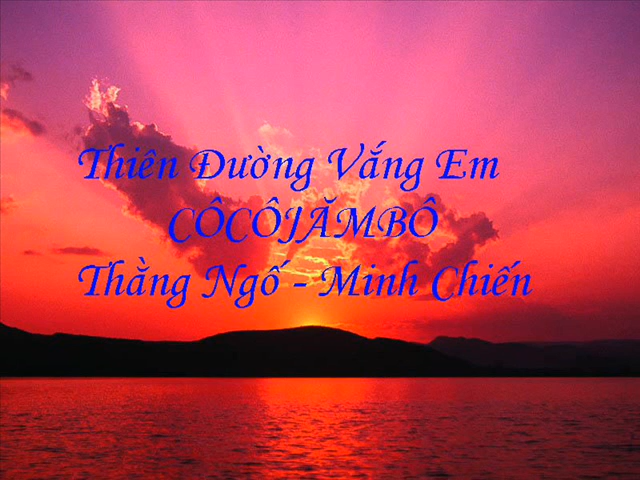 Thiên Đường Vắng Em
CÔCÔJĂMBÔ
Thằng Ngố - Minh Chiến